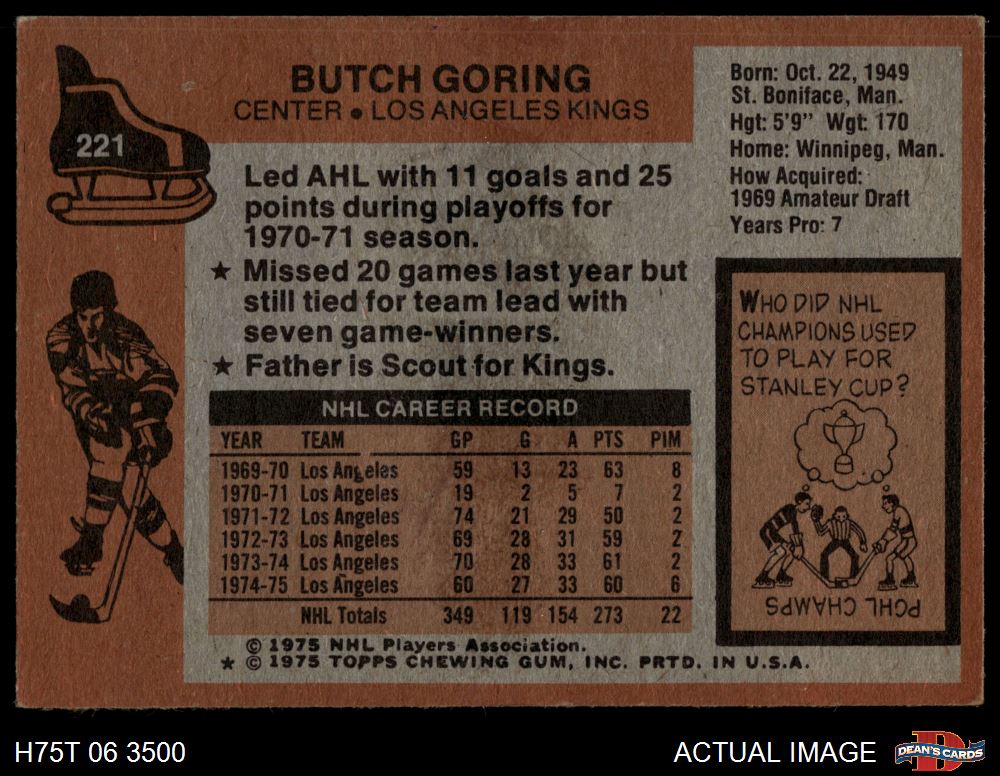 221
BUTCH GORING
CENTER • LOS ANGELES KINGS
Born: Oct. 22, 1949
St. Boniface, Man.
Hgt: 5'9" Wgt: 170
Home: Winnipeg, Man.
How Acquired:
1969 Amateur Draft
Years Pro: 7
Led AHL with 11 goals and 25
points during playoffs for
1970-71 season.
★ Missed 20 games last year but
still tied for team lead with
seven game-winners.
★ Father is Scout for Kings.
NHL CAREER RECORD
YEAR TEAM GP G A PTS PIM
1969-70 Los Angeles 59 13 23 63 8
1970-71 Los Angeles 19 2 5 7 2
1971-72 Los Angeles 74 21 29 50 2
1972-73 Los Angeles 69 28 31 59 2
1973-74 Los Angeles 70 28 33 61 2
1974-75 Los Angeles 60 27 33 60 6
NHL Totals 349 119 154 273 22
WHO DID NHL
CHAMPIONS USED
TO PLAY FOR
STANLEY CUP?
PCHL CHAMPS
© 1975 NHL Players Association.
★ © 1975 TOPPS CHEWING GUM, INC. PRTD. IN U.S.A.
H75T 06 3500
ACTUAL IMAGE
DEAN'S CARDS